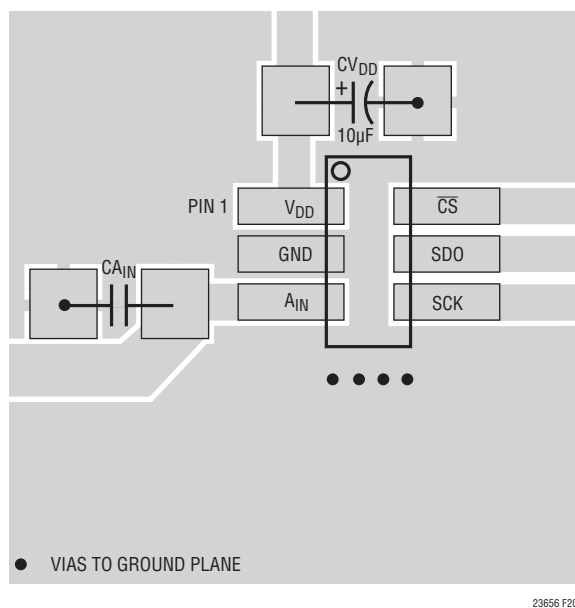 CVDD
+
10µF
PIN 1
VDD
CS
GND
SDO
CAIN
AIN
SCK
VIAS TO GROUND PLANE
23656 F20